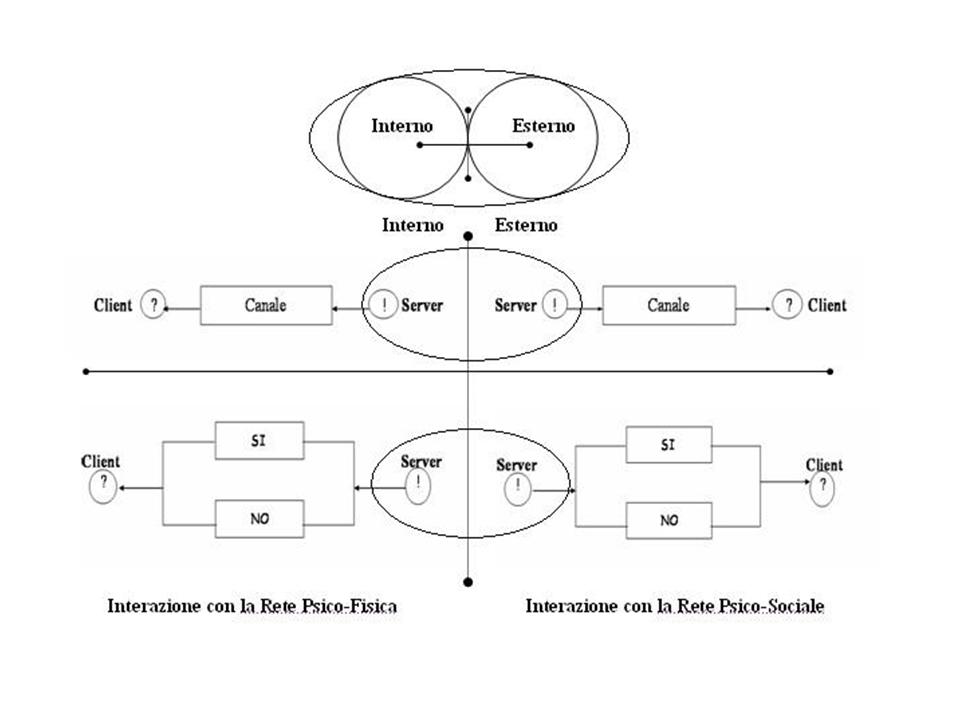 Interno Esterno
Interno Esterno
Client ? Canale ! Server Server ! Canale ? Client
SI SI
Client Server Server Client
? ! ! ?
NO NO
Interazione con la Rete Psico-Fisica Interazione con la Rete Psico-Sociale